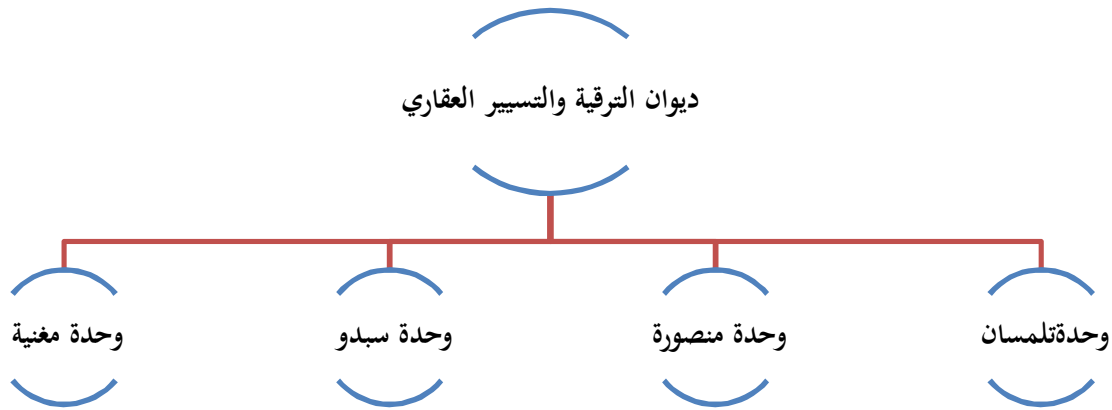 ديوان الترقية والتسيير العقاري
وحدةتلمسان
وحدة منصورة
وحدة سبدو
وحدة مغنية